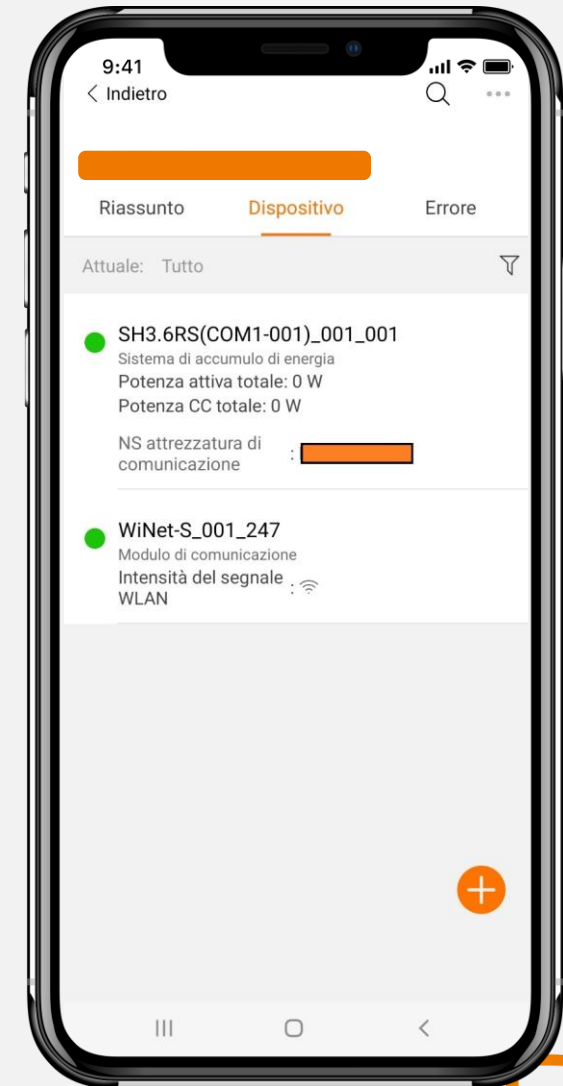 9:41
Indietro
Riassunto Dispositivo Errore
Attuale: Tutto
SH3.6RS(COM1-001)_001_001
Sistema di accumulo di energia
Potenza attiva totale: 0 W
Potenza CC totale: 0 W
NS attrezzatura di
comunicazione :
WiNet-S_001_247
Modulo di comunicazione
Intensità del segnale
WLAN :